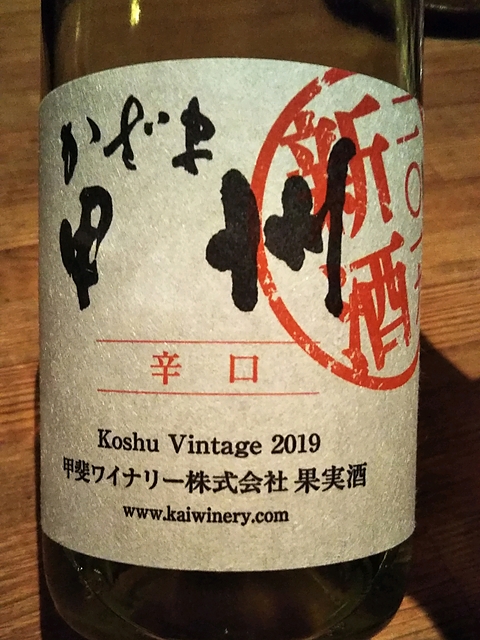 かざま
甲州
新酒
辛口
Koshu Vintage 2019
甲斐ワイナリー株式会社 果実酒
www.kaiwinery.com